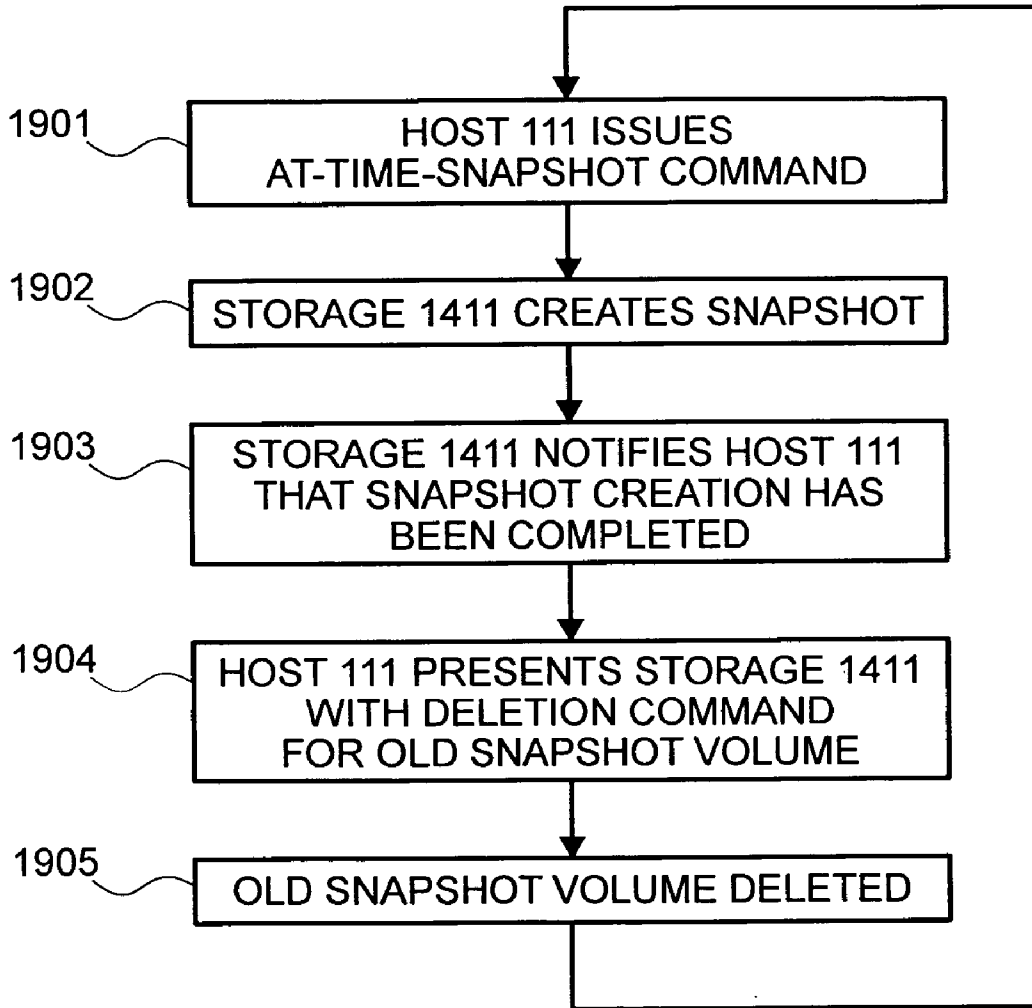 1901
HOST 111 ISSUES
AT-TIME-SNAPSHOT COMMAND
1902
STORAGE 1411 CREATES SNAPSHOT
1903
STORAGE 1411 NOTIFIES HOST 111
THAT SNAPSHOT CREATION HAS
BEEN COMPLETED
1904
HOST 111 PRESENTS STORAGE 1411
WITH DELETION COMMAND
FOR OLD SNAPSHOT VOLUME
1905
OLD SNAPSHOT VOLUME DELETED